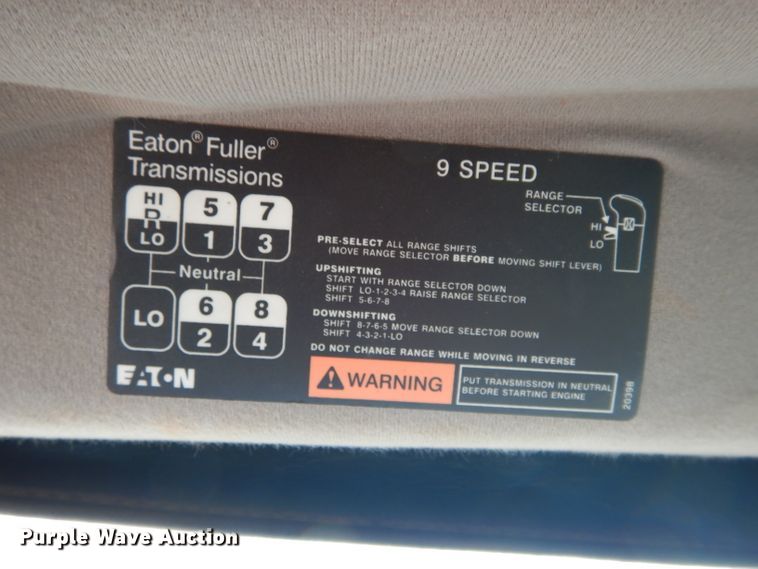 Eaton® Fuller®
Transmissions
9 SPEED
HI
R
LO
5
1
7
3
Neutral
LO
6
2
8
4
RANGE
SELECTOR
HI
LO
PRE-SELECT ALL RANGE SHIFTS
(MOVE RANGE SELECTOR BEFORE MOVING SHIFT LEVER)
UPSHIFTING
START WITH RANGE SELECTOR DOWN
SHIFT LO-1-2-3-4 RAISE RANGE SELECTOR
SHIFT 5-6-7-8
DOWNSHIFTING
SHIFT 8-7-6-5 MOVE RANGE SELECTOR DOWN
SHIFT 4-3-2-1-LO
DO NOT CHANGE RANGE WHILE MOVING IN REVERSE
EATON
WARNING
PUT TRANSMISSION IN NEUTRAL
BEFORE STARTING ENGINE
20398
Purple Wave Auction